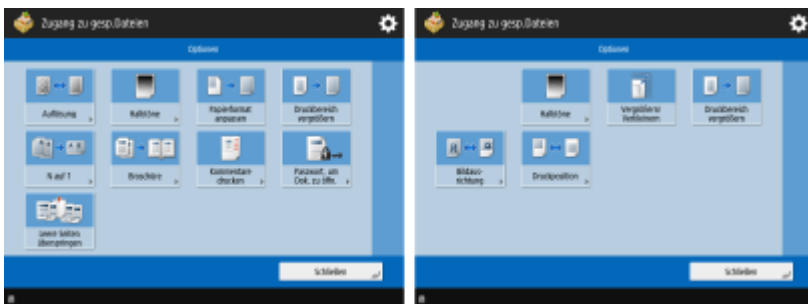 Zugang zu gesp.Dateien
Optionen
Auflösung
Halbtöne
Papierformat
anpassen
Druckbereich
vergrößern
N auf 1
Broschüre
Kommentare
drucken
Passwort, um
Dok. zu öffn.
Leere Seiten
überspringen
Schließen
Zugang zu gesp.Dateien
Optionen
Halbtöne
Vergrößern/
Verkleinern
Druckbereich
vergrößern
Bildaus-
richtung
Druckposition
Schließen